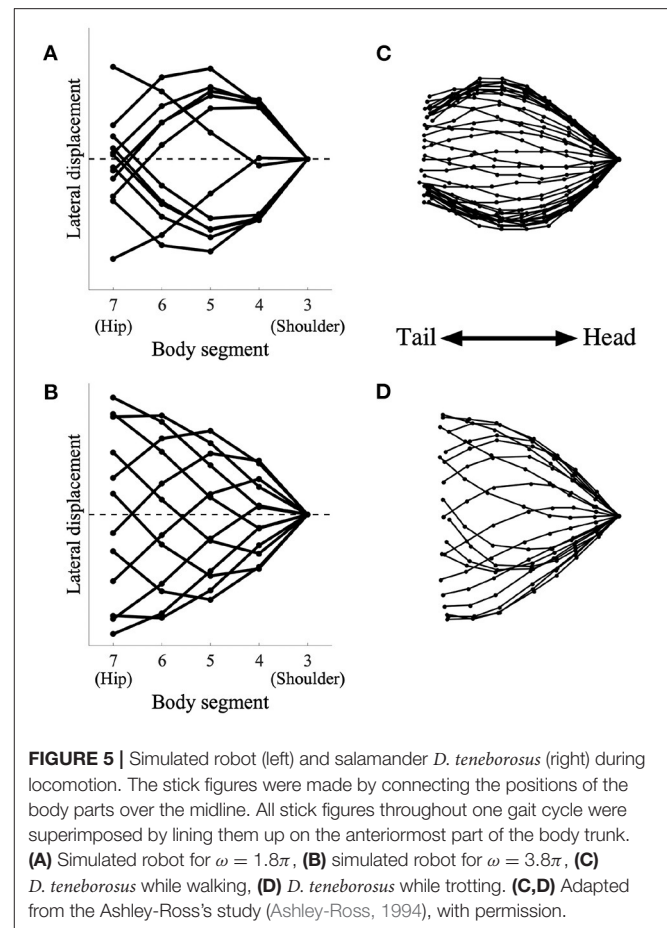 A
Lateral displacement
7
6
5
4
3
(Hip)
(Shoulder)
Body segment
C
Tail
Head
B
Lateral displacement
7
6
5
4
3
(Hip)
(Shoulder)
Body segment
D
FIGURE 5 | Simulated robot (left) and salamander D. teneborosus (right) during
locomotion. The stick figures were made by connecting the positions of the
body parts over the midline. All stick figures throughout one gait cycle were
superimposed by lining them up on the anteriormost part of the body trunk.
(A) Simulated robot for ω = 1.8π, (B) simulated robot for ω = 3.8π, (C)
D. teneborosus while walking, (D) D. teneborosus while trotting. (C,D) Adapted
from the Ashley-Ross's study (Ashley-Ross, 1994), with permission.